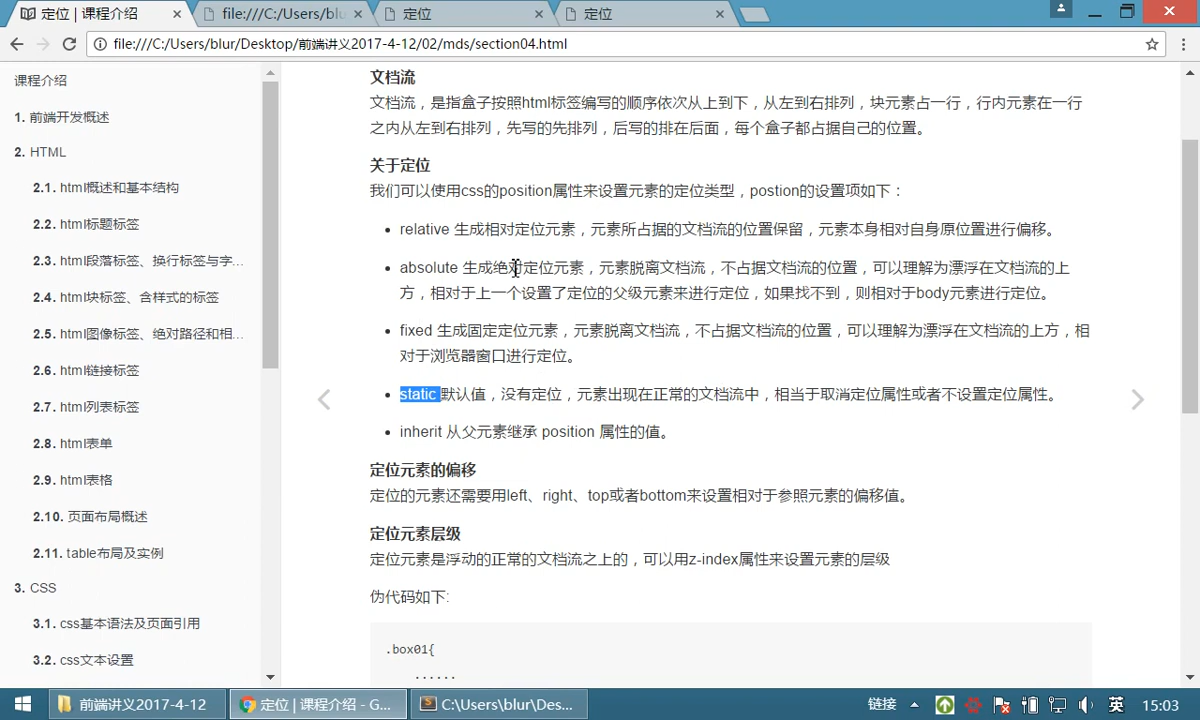 定位 | 课程介绍
file:///C:/Users/bl
定位
定位
file:///C:/Users/blur/Desktop/前端讲义2017-4-12/02/mds/section04.html
课程介绍
1. 前端开发概述
2. HTML
2.1. html概述和基本结构
2.2. html标题标签
2.3. html段落标签、换行标签与字...
2.4. html块标签、含样式的标签
2.5. html图像标签、绝对路径和相...
2.6. html链接标签
2.7. html列表标签
2.8. html表单
2.9. html表格
2.10. 页面布局概述
2.11. table布局及实例
3. CSS
3.1. css基本语法及页面引用
3.2. css文本设置
文档流
文档流，是指盒子按照html标签编写的顺序依次从上到下，从左到右排列，块元素占一行，行内元素在一行
之内从左到右排列，先写的先排列，后写的排在后面，每个盒子都占据自己的位置。
关于定位
我们可以使用css的position属性来设置元素的定位类型，postion的设置项如下：
relative 生成相对定位元素，元素所占据的文档流的位置保留，元素本身相对自身原位置进行偏移。
absolute 生成绝对定位元素，元素脱离文档流，不占据文档流的位置，可以理解为漂浮在文档流的上
方，相对于上一个设置了定位的父级元素来进行定位，如果找不到，则相对于body元素进行定位。
fixed 生成固定定位元素，元素脱离文档流，不占据文档流的位置，可以理解为漂浮在文档流的上方，相
对于浏览器窗口进行定位。
static 默认值，没有定位，元素出现在正常的文档流中，相当于取消定位属性或者不设置定位属性。
inherit 从父元素继承 position 属性的值。
定位元素的偏移
定位的元素还需要用left、right、top或者bottom来设置相对于参照元素的偏移值。
定位元素层级
定位元素是浮动的正常的文档流之上的，可以用z-index属性来设置元素的层级
伪代码如下:
.box01{
......
前端讲义2017-4-12
定位 | 课程介绍 - G...
C:\Users\blur\Des...
链接
英
15:03